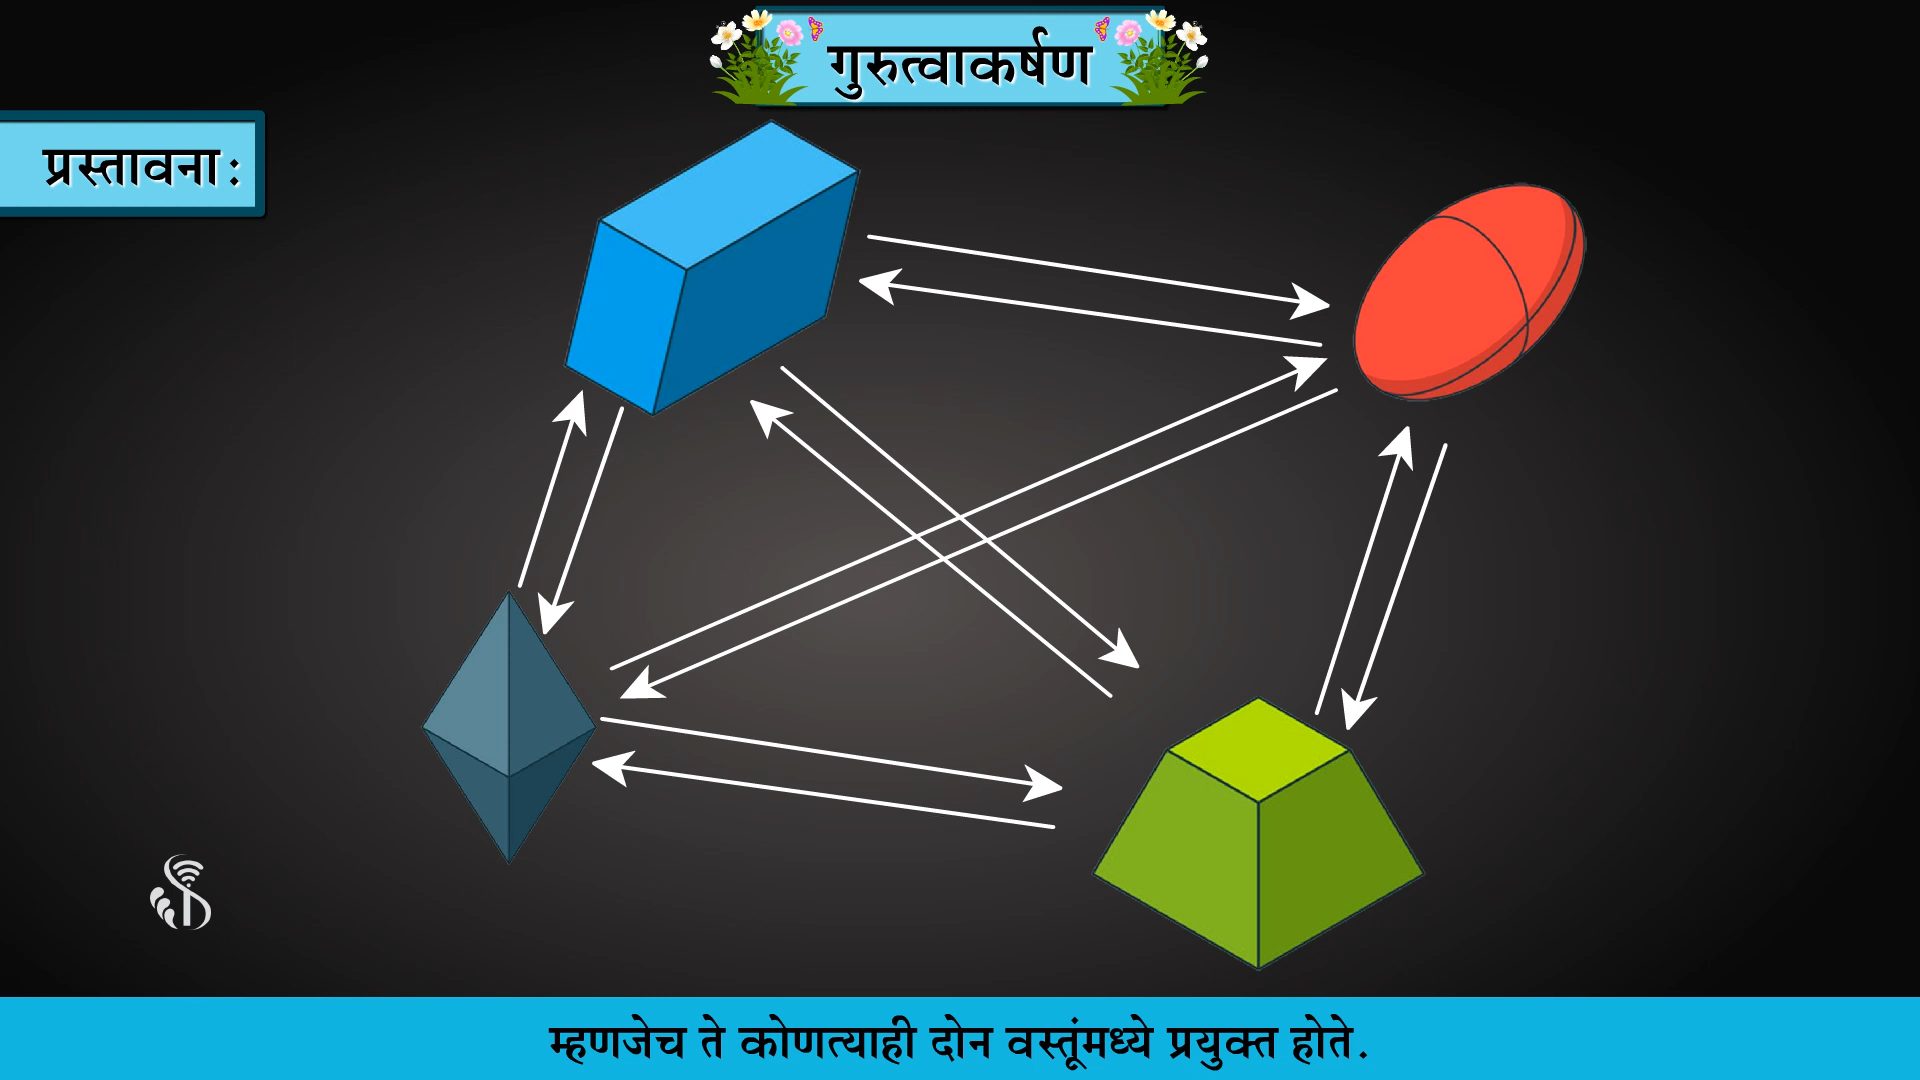 गुरुत्वाकर्षण
प्रस्तावना:
म्हणजेच ते कोणत्याही दोन वस्तूंमध्ये प्रयुक्त होते.